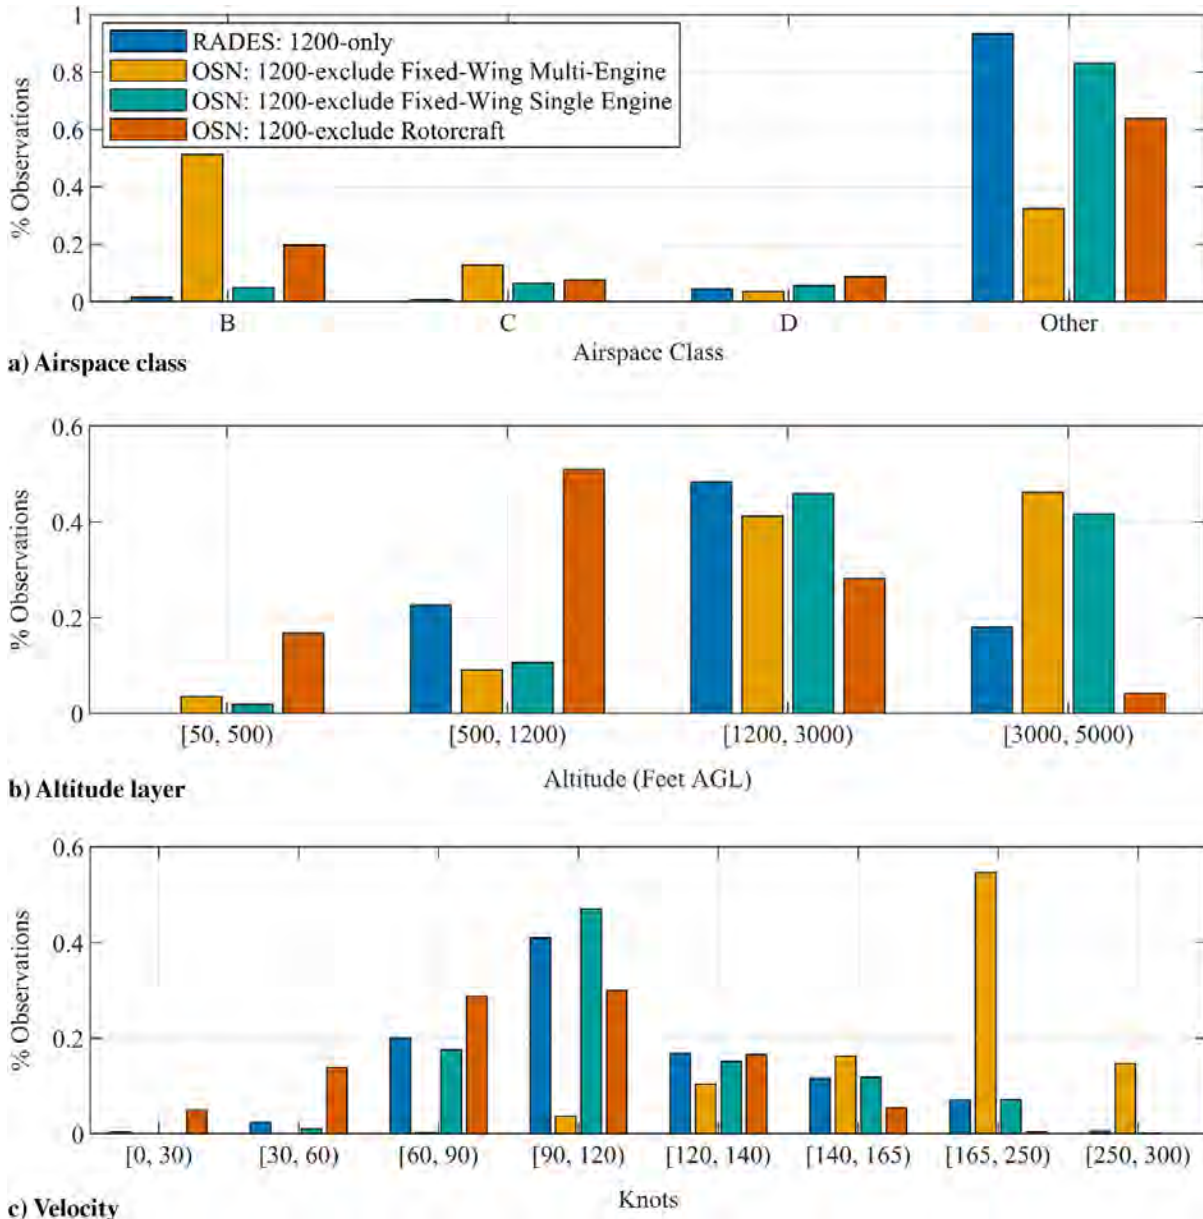 1
RADES: 1200-only
OSN: 1200-exclude Fixed-Wing Multi-Engine
OSN: 1200-exclude Fixed-Wing Single Engine
OSN: 1200-exclude Rotorcraft
0.8
0.6
0.4
0.2
0
% Observations
B C D Other
Airspace Class
a) Airspace class
0.6
0.4
0.2
0
% Observations
[50, 500) [500, 1200) [1200, 3000) [3000, 5000)
Altitude (Feet AGL)
b) Altitude layer
0.6
0.4
0.2
0
% Observations
[0, 30) [30, 60) [60, 90) [90, 120) [120, 140) [140, 165) [165, 250) [250, 300)
Knots
c) Velocity